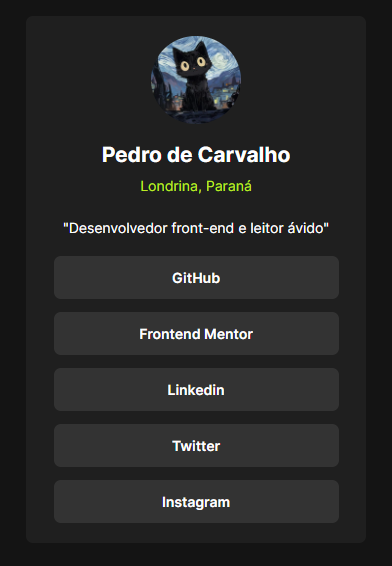 Pedro de Carvalho
Londrina, Paraná
"Desenvolvedor front-end e leitor ávido"
GitHub
Frontend Mentor
Linkedin
Twitter
Instagram